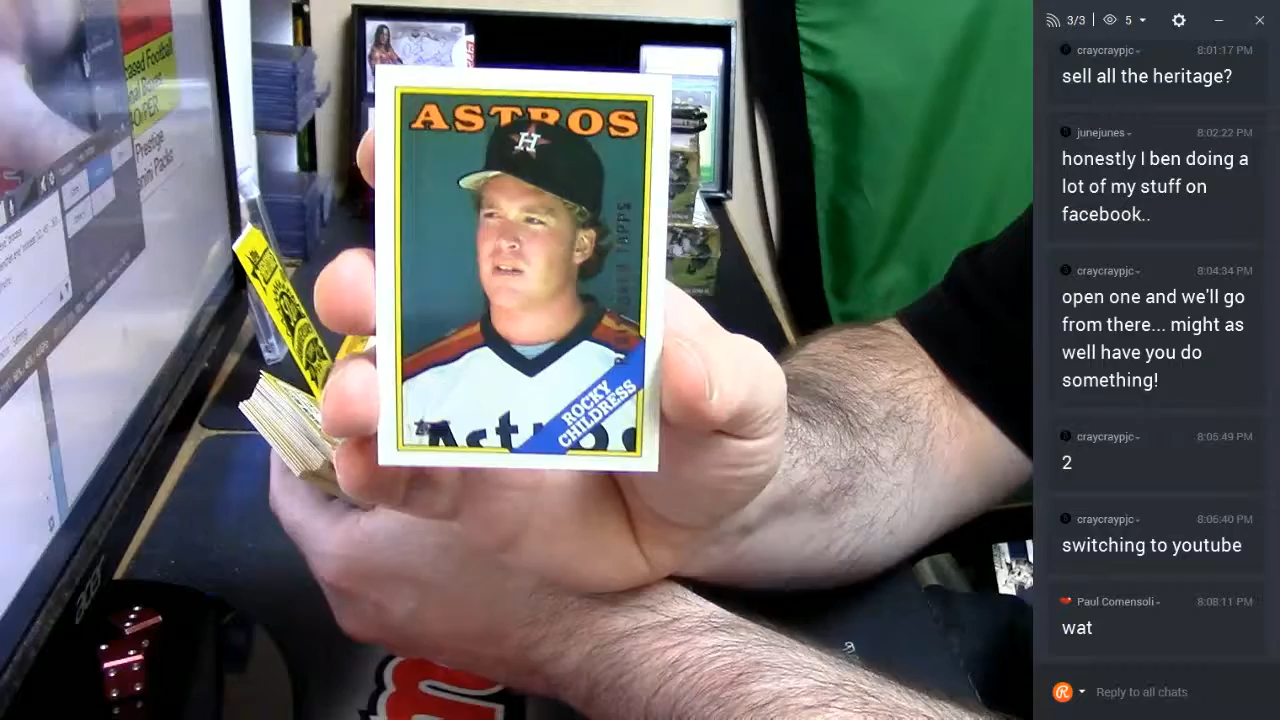 ASTROS
H
ROCKY
CHILDRESS
Astros
ased Football
Prestige
Packs
acer
3/3
5
craycraypjc
8:01:17 PM
sell all the heritage?
junejunes
8:02:22 PM
honestly I ben doing a
lot of my stuff on
facebook..
craycraypjc
8:04:34 PM
open one and we'll go
from there... might as
well have you do
something!
craycraypjc
8:05:49 PM
2
craycraypjc
8:06:40 PM
switching to youtube
Paul Comensoli
8:08:11 PM
wat
Reply to all chats